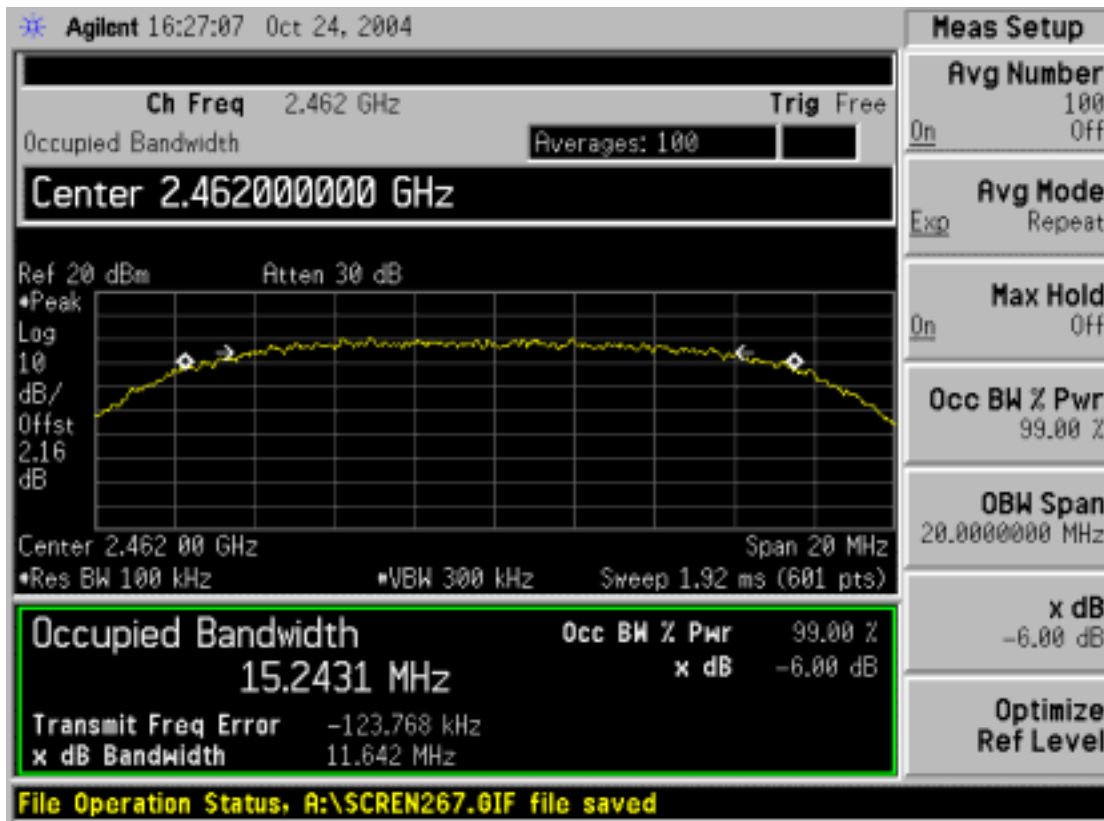 Agilent 16:27:07 Oct 24, 2004
Meas Setup
Ch Freq 2.462 GHz Trig Free
Occupied Bandwidth Averages: 100
Center 2.462000000 GHz
Ref 20 dBm Atten 30 dB
•Peak
Log
10
dB/
Offst
2.16
dB
Center 2.462 00 GHz Span 20 MHz
•Res BW 100 kHz •VBW 300 kHz Sweep 1.92 ms (601 pts)
Occupied Bandwidth Occ BW % Pwr 99.00 %
15.2431 MHz x dB -6.00 dB
Transmit Freq Error -123.768 kHz
x dB Bandwidth 11.642 MHz
File Operation Status, A:\SCREN267.GIF file saved
Avg Number
100
On Off
Avg Mode
Exp Repeat
Max Hold
On Off
Occ BW % Pwr
99.00 %
OBW Span
20.0000000 MHz
x dB
-6.00 dB
Optimize
Ref Level